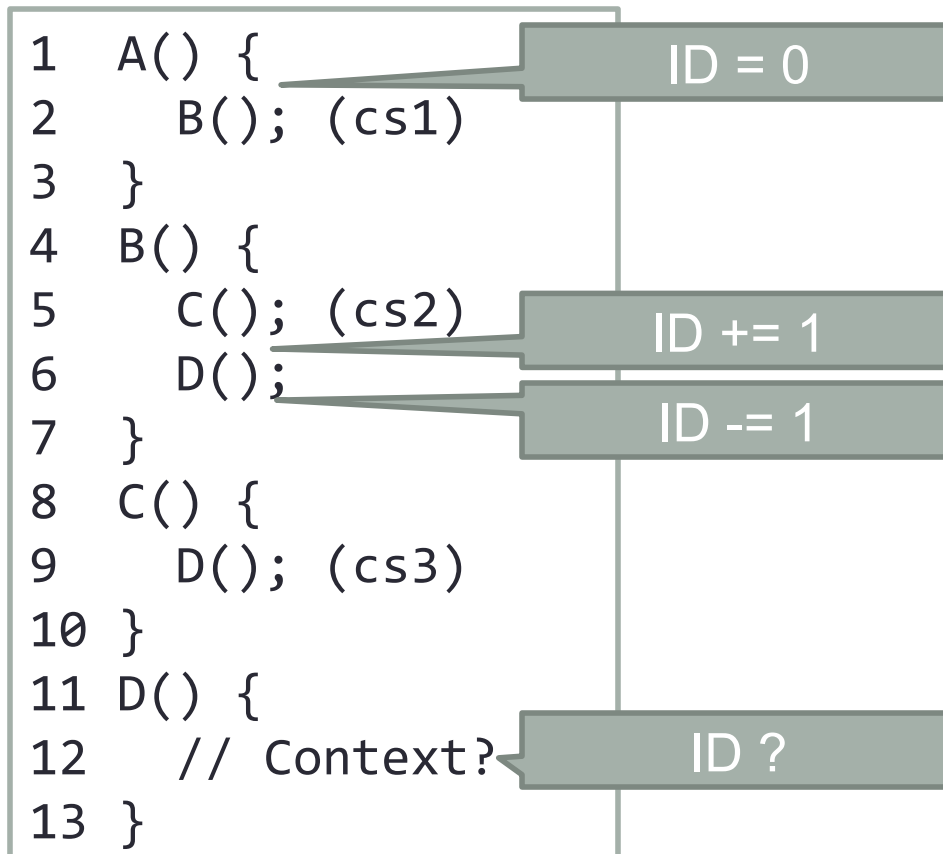 1 A() { ID = 0
2 B(); (cs1)
3 }
4 B() {
5 C(); (cs2) ID += 1
6 D();
ID -= 1
7 }
8 C() {
9 D(); (cs3)
10 }
11 D() {
12 // Context? ID ?
13 }